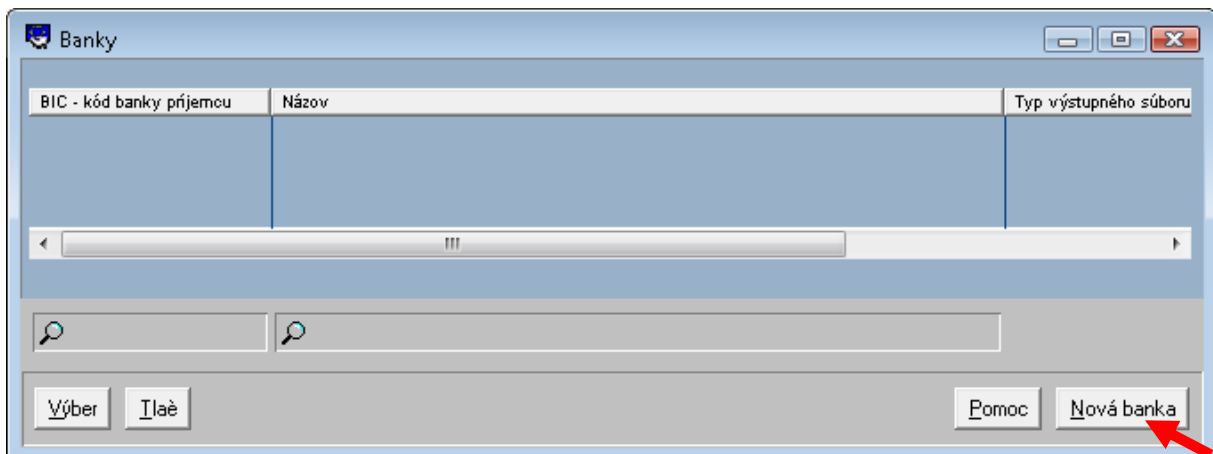 Banky
BIC - kód banky príjemcu Názov Typ výstupného súboru
Výber Tlaè Pomoc Nová banka